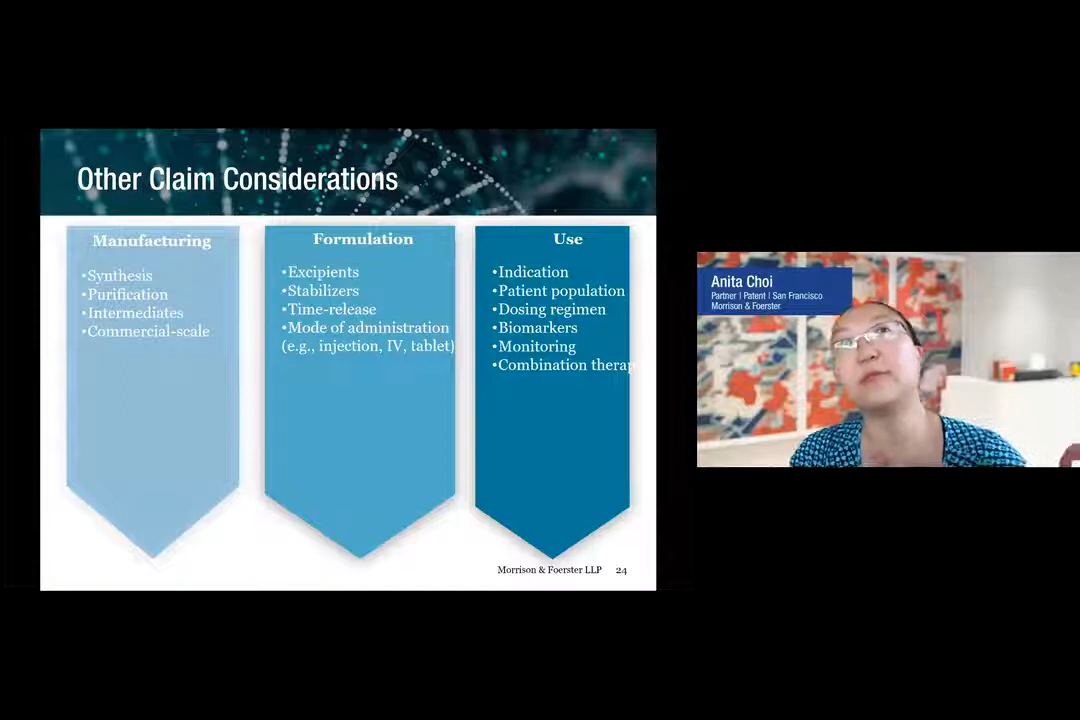 Other Claim Considerations
Manufacturing
•Synthesis
•Purification
•Intermediates
•Commercial-scale
Formulation
•Excipients
•Stabilizers
•Time-release
•Mode of administration
(e.g., injection, IV, tablet)
Use
•Indication
•Patient population
•Dosing regimen
•Biomarkers
•Monitoring
•Combination therap
Morrison & Foerster LLP 24
Anita Choi
Partner | Patent | San Francisco
Morrison & Foerster